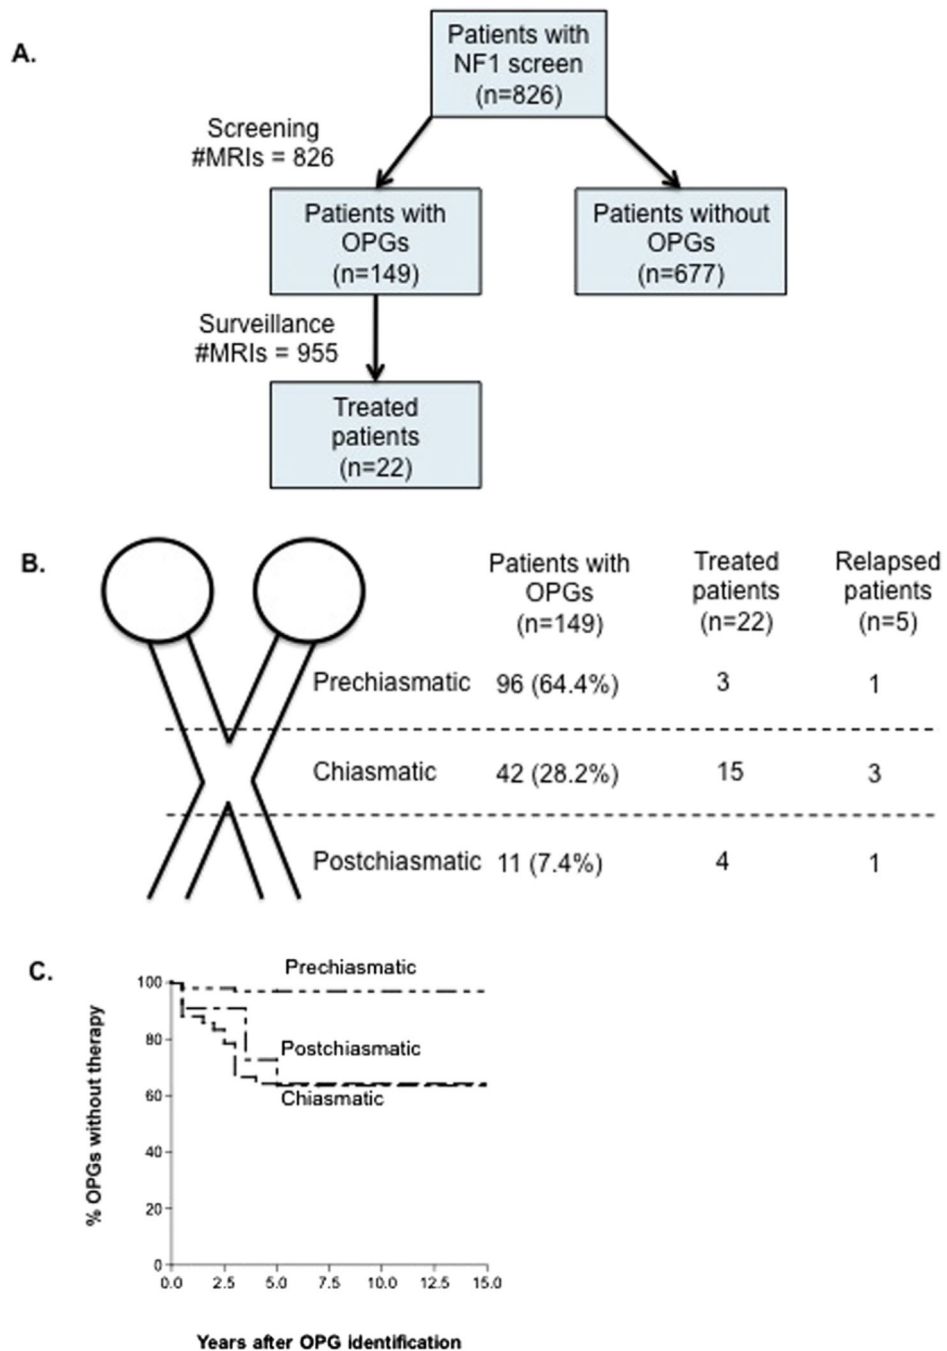 A.
Patients with
NF1 screen
(n=826)
Screening
#MRIs = 826
Patients with
OPGs
(n=149)
Patients without
OPGs
(n=677)
Surveillance
#MRIs = 955
Treated
patients
(n=22)
B.
Patients with
OPGs
(n=149)
Treated
patients
(n=22)
Relapsed
patients
(n=5)
Prechiasmatic 96 (64.4%) 3 1
Chiasmatic 42 (28.2%) 15 3
Postchiasmatic 11 (7.4%) 4 1
C.
Prechiasmatic
Postchiasmatic
Chiasmatic
% OPGs without therapy
100
80
60
40
20
0
0.0 2.5 5.0 7.5 10.0 12.5 15.0
Years after OPG identification